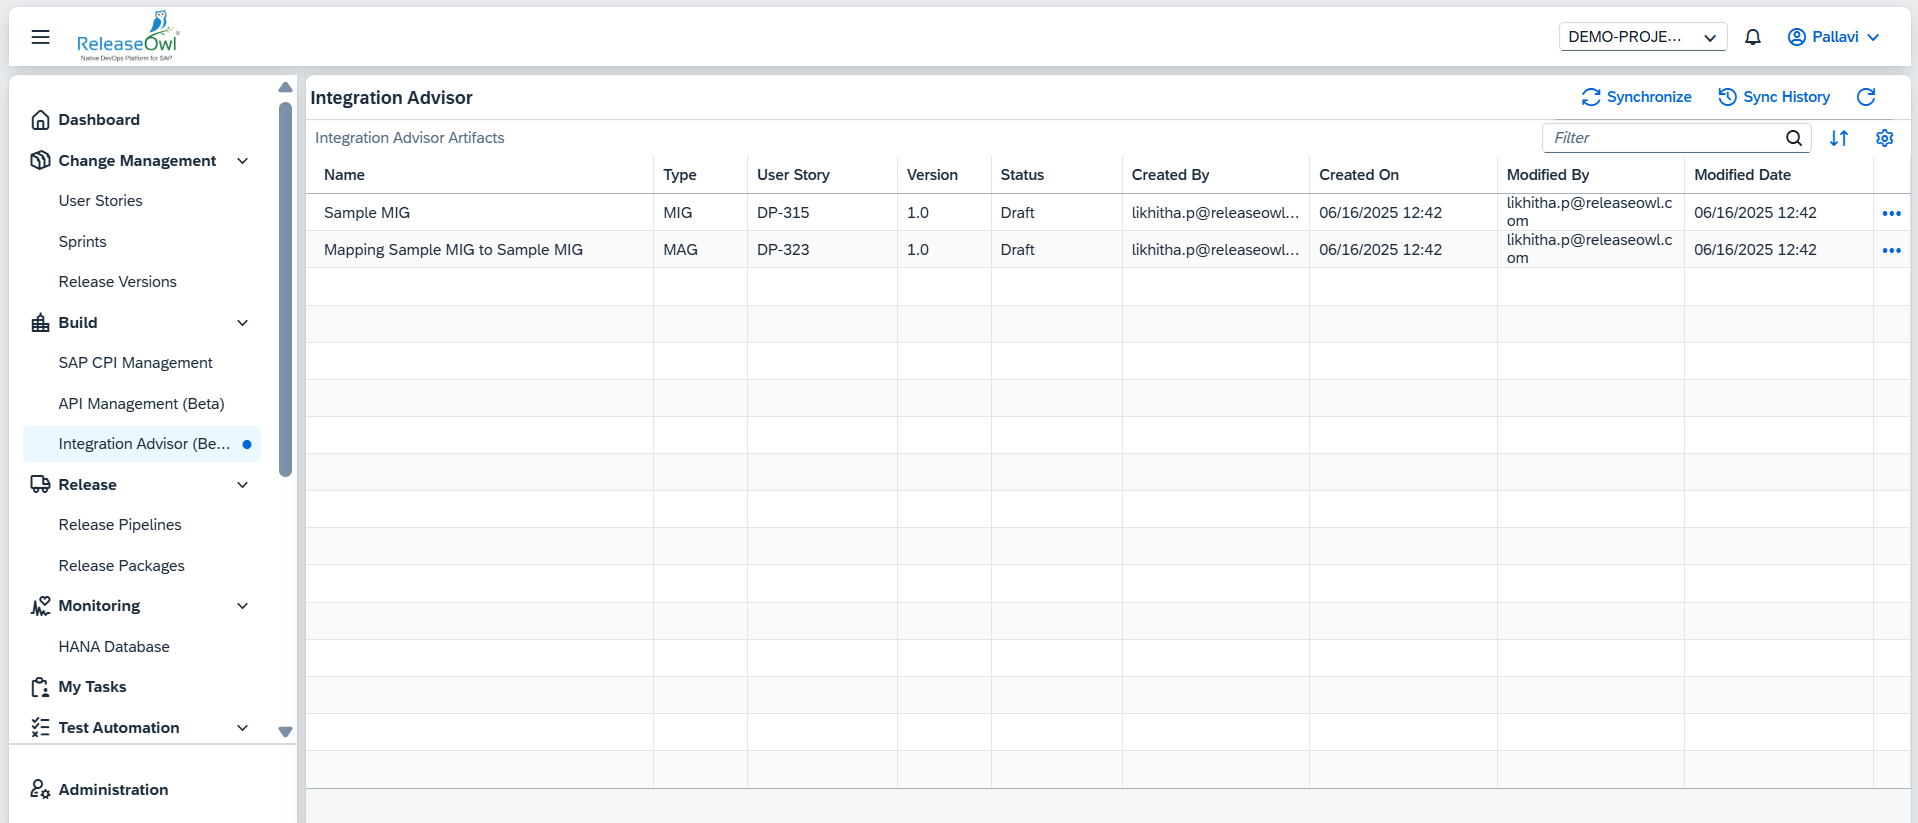 ReleaseOwl
Native DevOps Platform for SAP
DEMO-PROJE...
Pallavi
Dashboard
Change Management
User Stories
Sprints
Release Versions
Build
SAP CPI Management
API Management (Beta)
Integration Advisor (Be...
Release
Release Pipelines
Release Packages
Monitoring
HANA Database
My Tasks
Test Automation
Administration
Integration Advisor
Synchronize
Sync History
Integration Advisor Artifacts
Filter
Name Type User Story Version Status Created By Created On Modified By Modified Date
Sample MIG MIG DP-315 1.0 Draft likhitha.p@releaseowl... 06/16/2025 12:42 likhitha.p@releaseowl.c 06/16/2025 12:42
om
Mapping Sample MIG to Sample MIG MAG DP-323 1.0 Draft likhitha.p@releaseowl... 06/16/2025 12:42 likhitha.p@releaseowl.c 06/16/2025 12:42
om